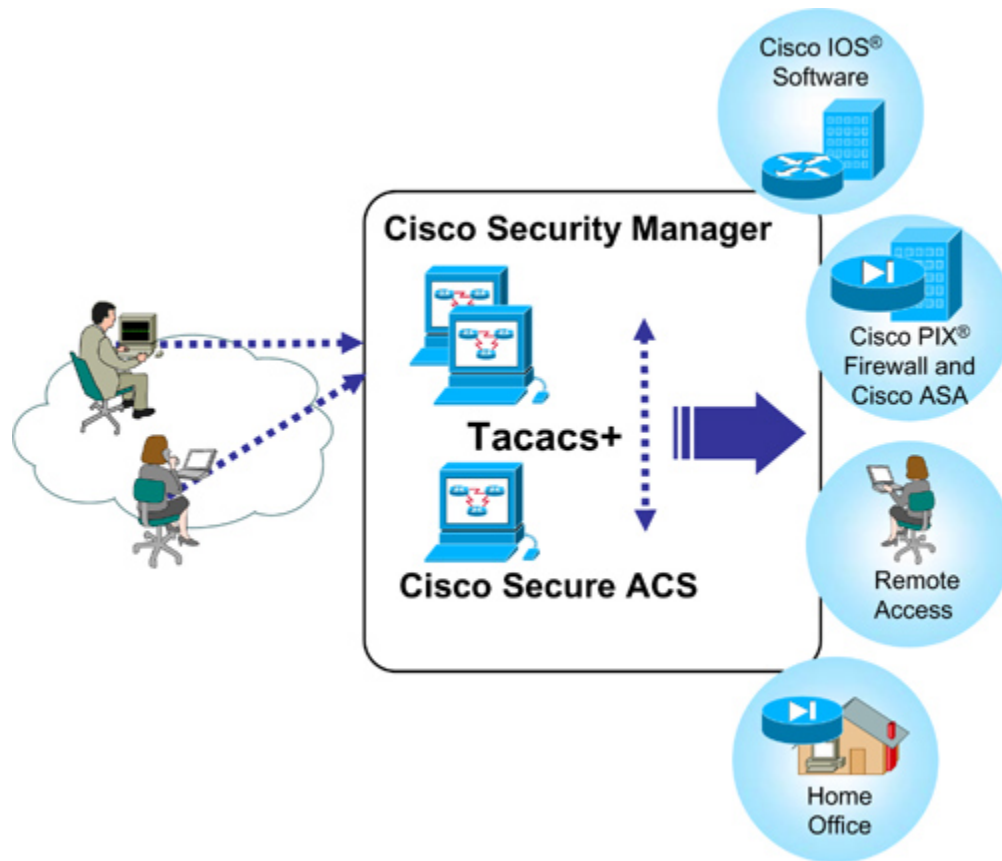 Cisco IOS®
Software
Cisco Security Manager
Cisco PIX®
Firewall and
Cisco ASA
Tacacs+
Cisco Secure ACS
Remote
Access
Home
Office